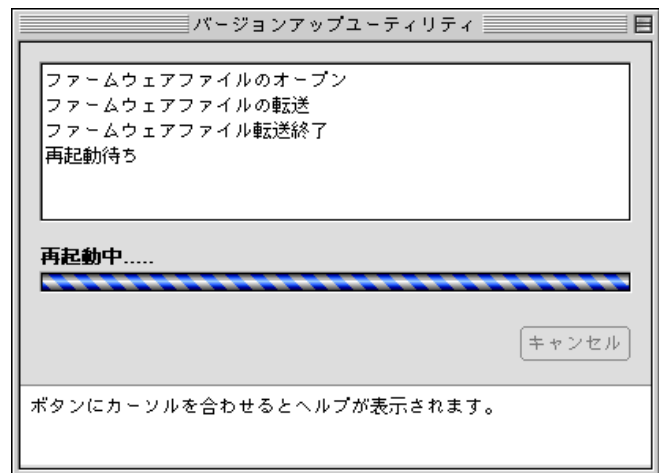 バージョンアップユーティリティ
ファームウェアファイルのオープン
ファームウェアファイルの転送
ファームウェアファイル転送終了
再起動待ち
再起動中.....
キャンセル
ボタンにカーソルを合わせるとヘルプが表示されます。